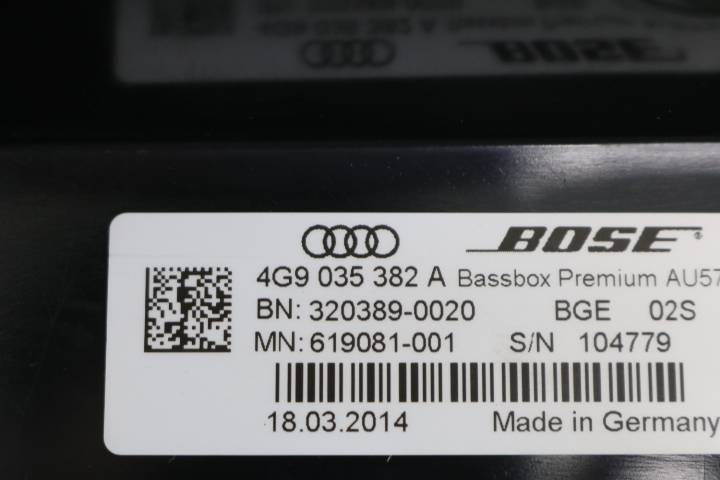 BOSE
4G9 035 382 A Bassbox Premium AU57
BN: 320389-0020 BGE 02S
MN: 619081-001 S/N 104779
18.03.2014 Made in Germany